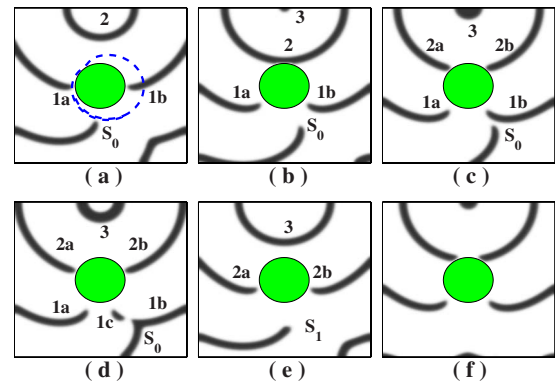 2
1a
1b
S0
( a )
3
2
1a
1b
S0
( b )
3
2a
2b
1a
1b
S0
( c )
3
2a
2b
1a
1c
1b
S0
( d )
3
2a
2b
S1
( e )
( f )